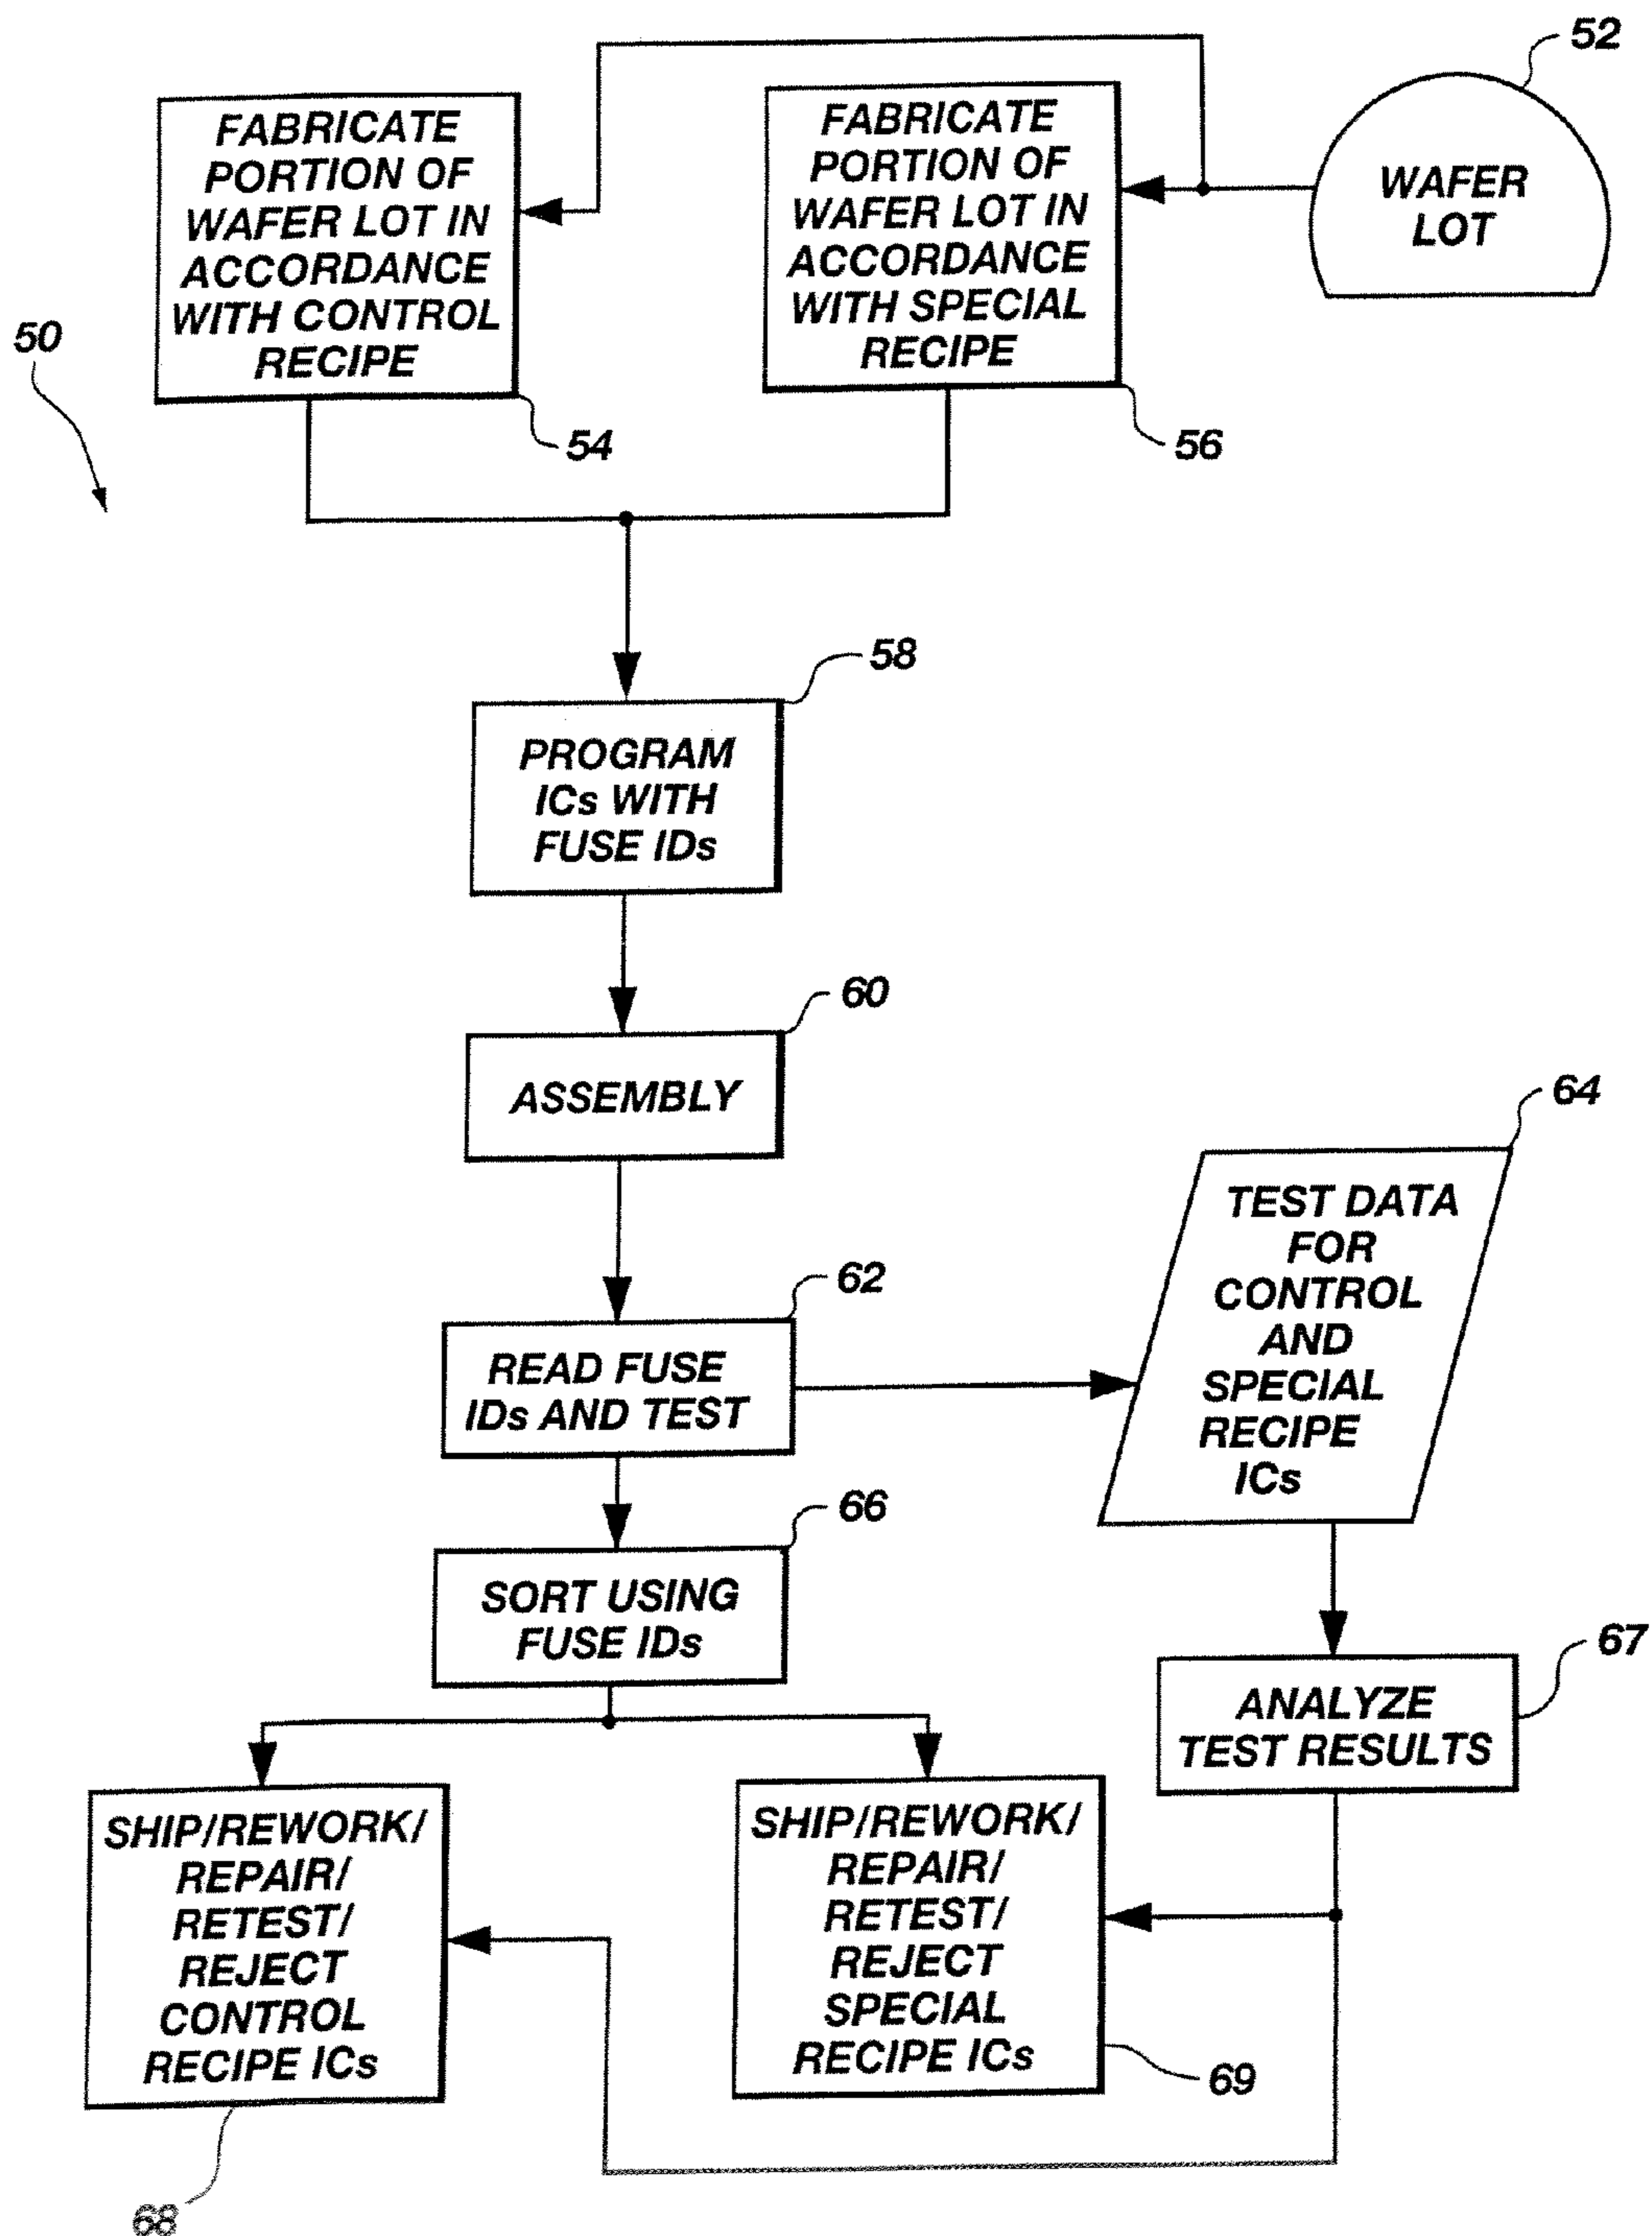 52
WAFER
LOT
FABRICATE
PORTION OF
WAFER LOT IN
ACCORDANCE
WITH CONTROL
RECIPE
54
FABRICATE
PORTION OF
WAFER LOT IN
ACCORDANCE
WITH SPECIAL
RECIPE
56
50
58
PROGRAM
ICs WITH
FUSE IDs
60
ASSEMBLY
62
READ FUSE
IDs AND TEST
64
TEST DATA
FOR
CONTROL
AND
SPECIAL
RECIPE
ICs
66
SORT USING
FUSE IDs
67
ANALYZE
TEST RESULTS
SHIP/REWORK/
REPAIR/
RETEST/
REJECT
CONTROL
RECIPE ICs
68
SHIP/REWORK/
REPAIR/
RETEST/
REJECT
SPECIAL
RECIPE ICs
69